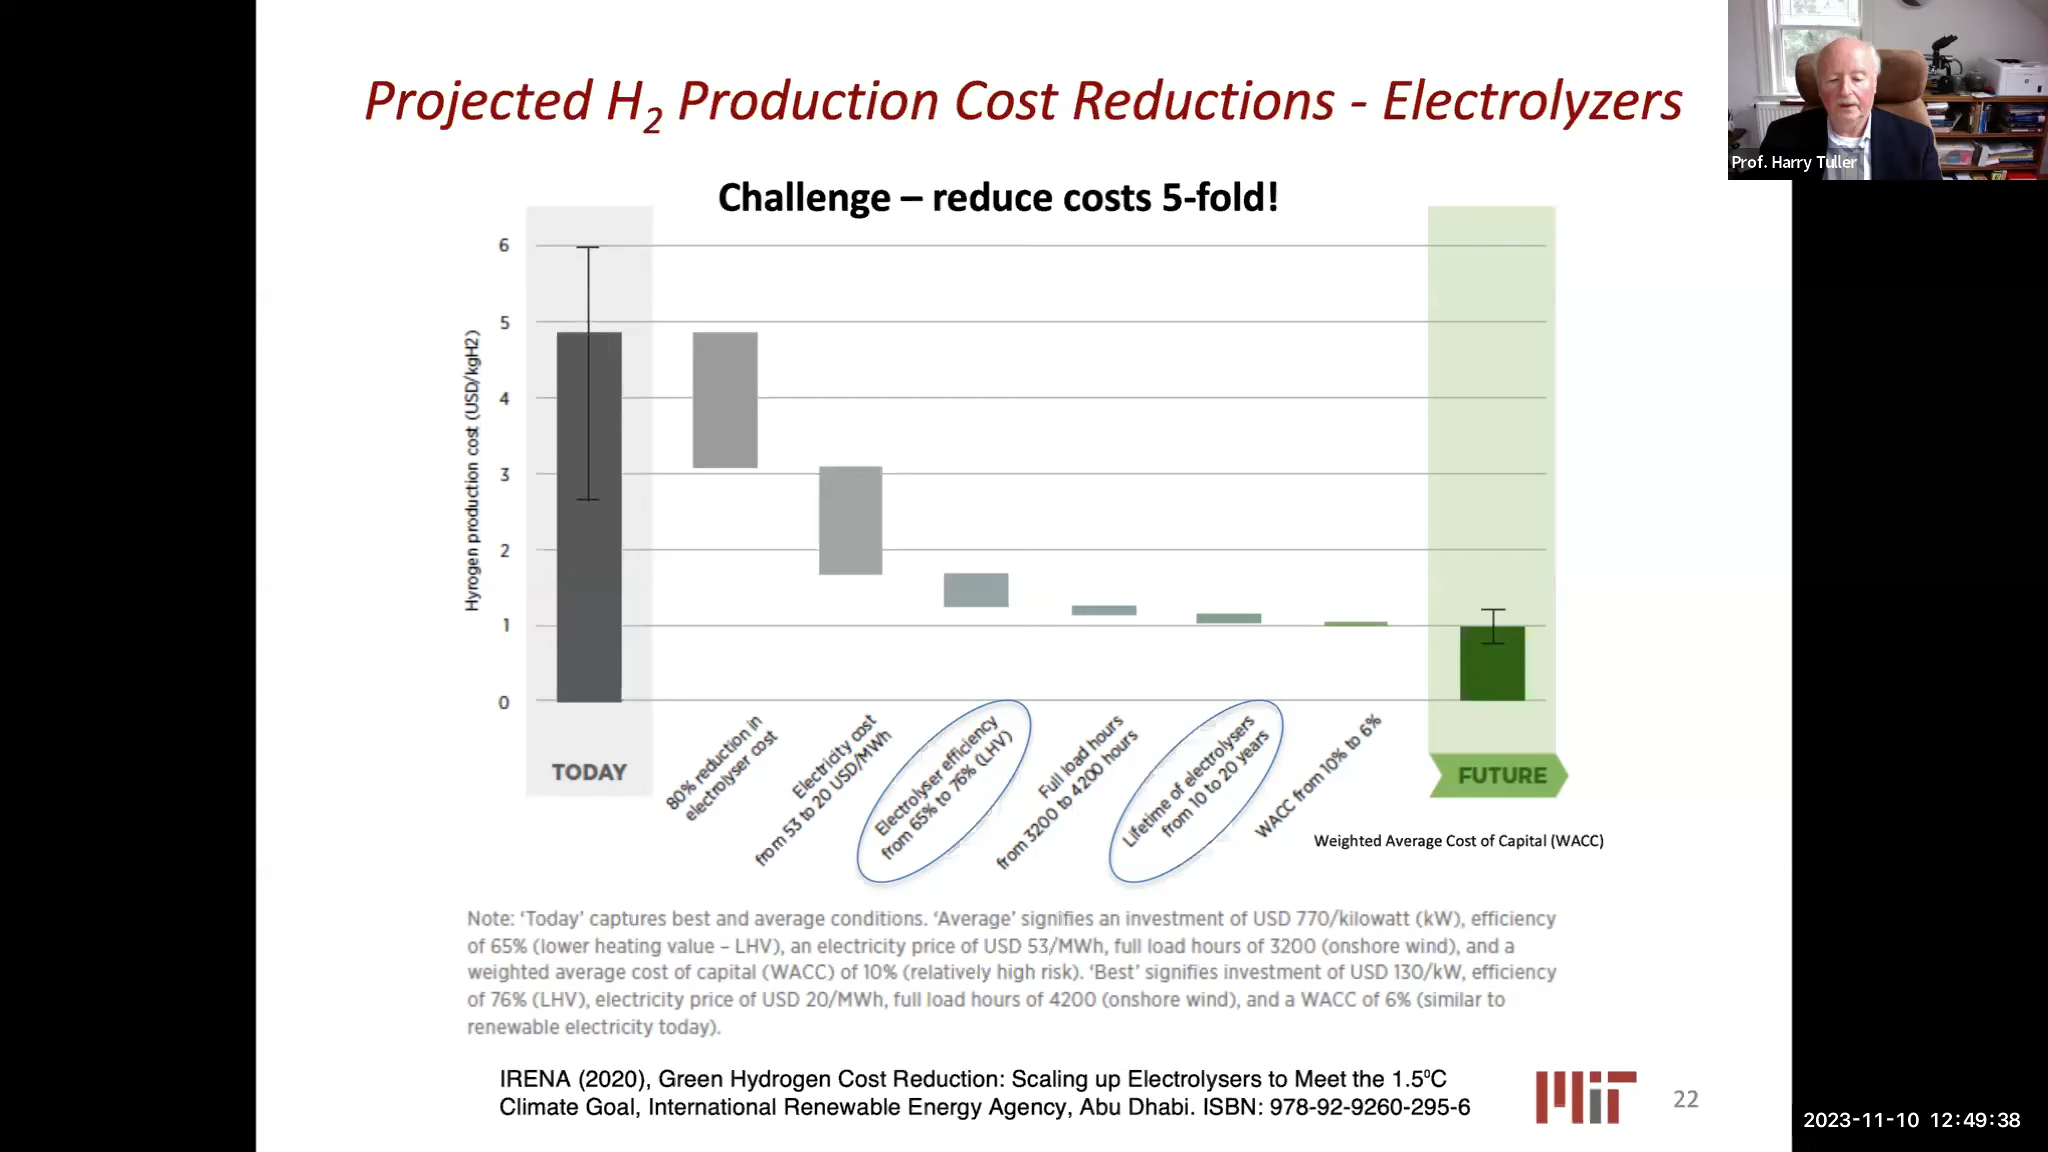 Projected H2 Production Cost Reductions - Electrolyzers
Prof. Harry Tuller
Challenge – reduce costs 5-fold!
Hyrogen production cost (USD/kgH2)
6
5
4
3
2
1
0
TODAY
80% reduction in
electrolyser cost
Electricity cost
from 53 to 20 USD/MWh
Electrolyser efficiency
from 65% to 76% (LHV)
Full load hours
from 3200 to 4200 hours
Lifetime of electrolysers
from 10 to 20 years
WACC from 10% to 6%
FUTURE
Weighted Average Cost of Capital (WACC)
Note: ‘Today’ captures best and average conditions. ‘Average’ signifies an investment of USD 770/kilowatt (kW), efficiency
of 65% (lower heating value – LHV), an electricity price of USD 53/MWh, full load hours of 3200 (onshore wind), and a
weighted average cost of capital (WACC) of 10% (relatively high risk). ‘Best’ signifies investment of USD 130/kW, efficiency
of 76% (LHV), electricity price of USD 20/MWh, full load hours of 4200 (onshore wind), and a WACC of 6% (similar to
renewable electricity today).
IRENA (2020), Green Hydrogen Cost Reduction: Scaling up Electrolysers to Meet the 1.5⁰C
Climate Goal, International Renewable Energy Agency, Abu Dhabi. ISBN: 978-92-9260-295-6
MIT
22
2023-11-10 12:49:38